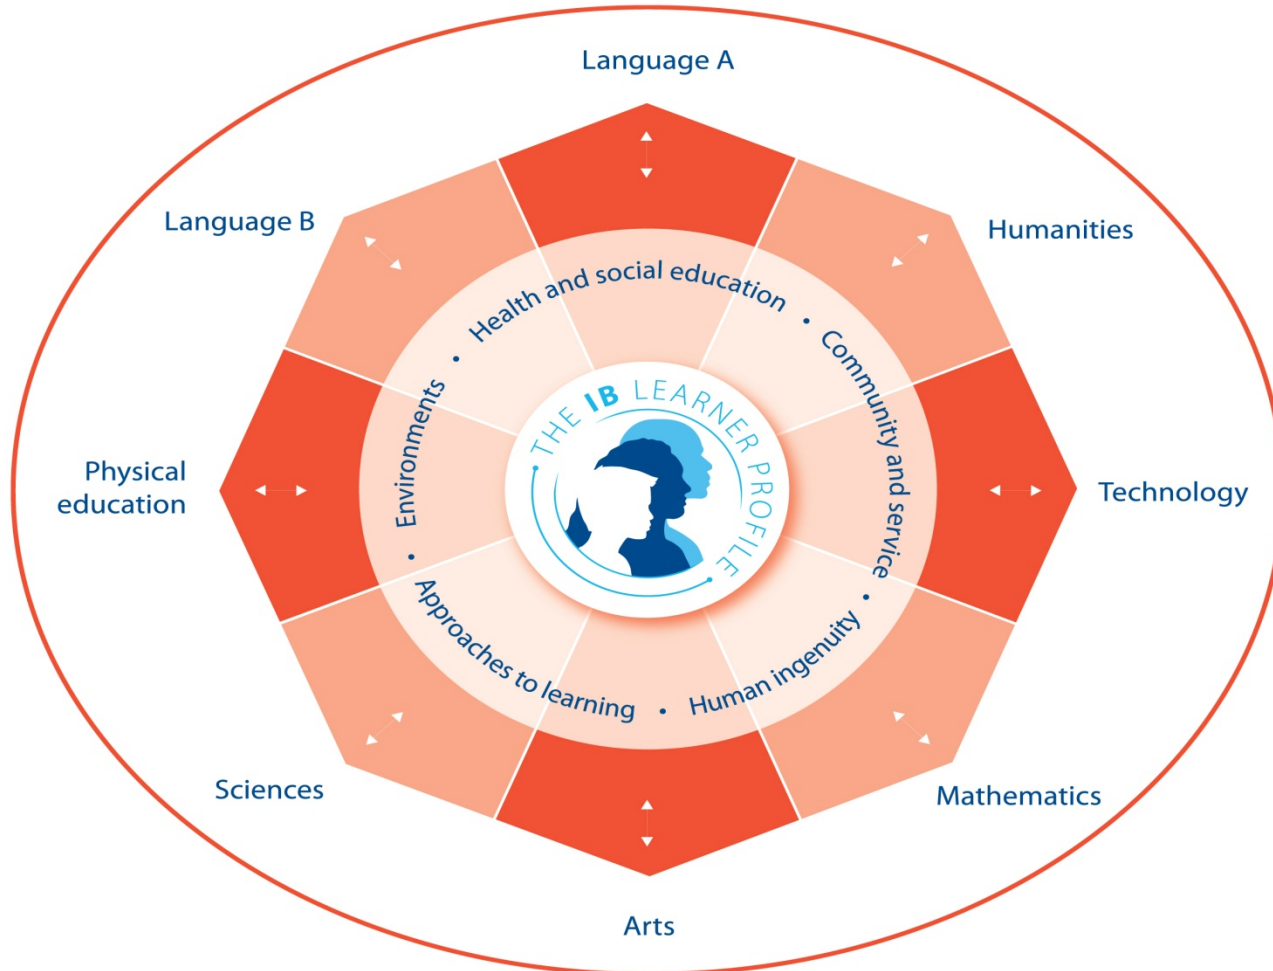 Language A
Language B
Humanities
Health and social education
•
Community and service
•
Human ingenuity
•
Approaches to learning
•
Environments
•
THE IB LEARNER PROFILE
Physical
education
Technology
Sciences
Mathematics
Arts